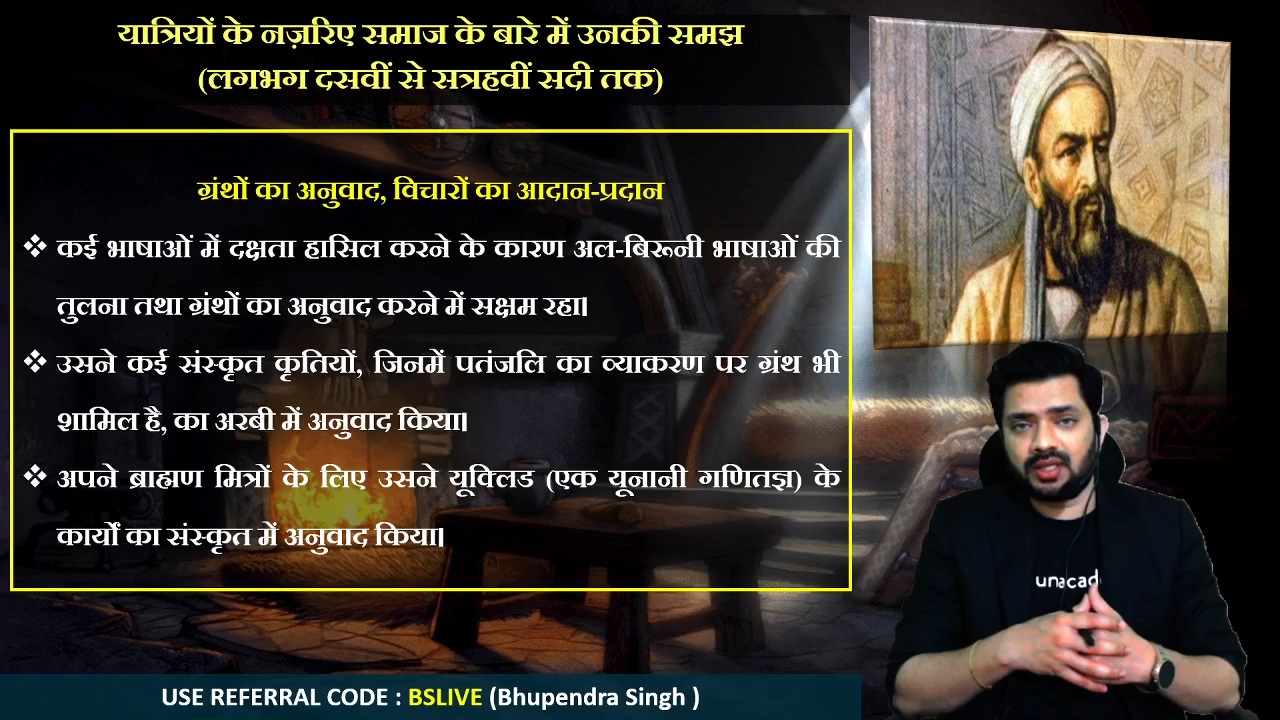 यात्रियों के नज़रिए समाज के बारे में उनकी समझ
(लगभग दसवीं से सत्रहवीं सदी तक)
ग्रंथों का अनुवाद, विचारों का आदान-प्रदान
❖ कई भाषाओं में दक्षता हासिल करने के कारण अल-बिरूनी भाषाओं की
तुलना तथा ग्रंथों का अनुवाद करने में सक्षम रहा।
❖ उसने कई संस्कृत कृतियों, जिनमें पतंजलि का व्याकरण पर ग्रंथ भी
शामिल है, का अरबी में अनुवाद किया।
❖ अपने ब्राह्मण मित्रों के लिए उसने यूक्लिड (एक यूनानी गणितज्ञ) के
कार्यों का संस्कृत में अनुवाद किया।
unacad
USE REFERRAL CODE : BSLIVE (Bhupendra Singh )